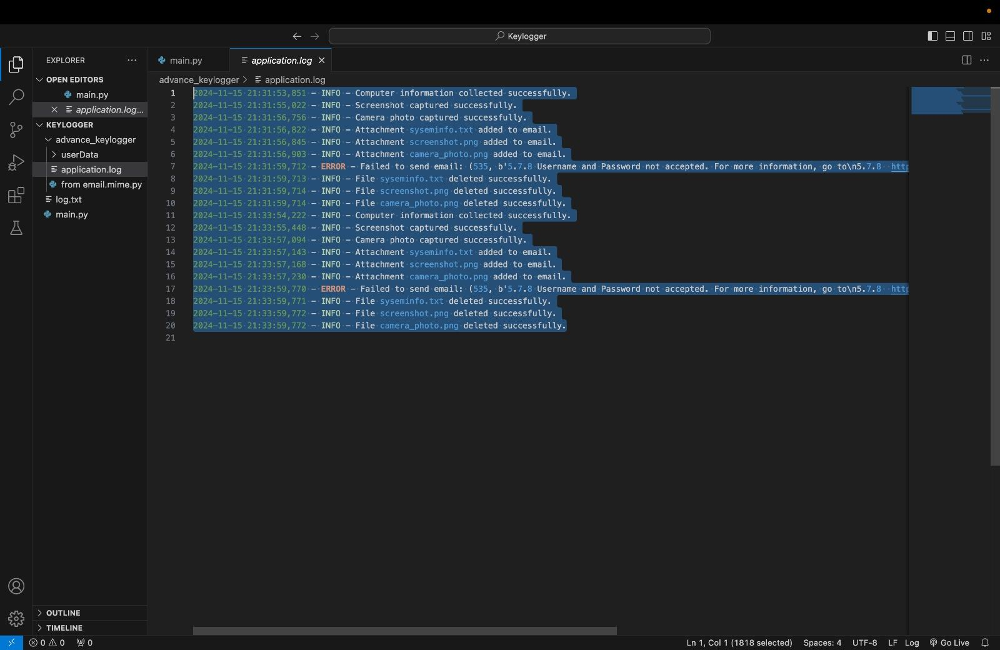 Keylogger
EXPLORER
OPEN EDITORS
main.py
application.log...
KEYLOGGER
advance_keylogger
userData
application.log
from email.mime.py
log.txt
main.py
OUTLINE
TIMELINE
main.py
application.log
advance_keylogger > application.log
1 2024-11-15 21:31:53,851 - INFO - Computer information collected successfully.
2 2024-11-15 21:31:55,022 - INFO - Screenshot captured successfully.
3 2024-11-15 21:31:56,756 - INFO - Camera photo captured successfully.
4 2024-11-15 21:31:56,822 - INFO - Attachment syseminfo.txt added to email.
5 2024-11-15 21:31:56,845 - INFO - Attachment screenshot.png added to email.
6 2024-11-15 21:31:56,903 - INFO - Attachment camera_photo.png added to email.
7 2024-11-15 21:31:59,712 - ERROR - Failed to send email: (535, b'5.7.8 Username and Password not accepted. For more information, go to\n5.7.8  http
8 2024-11-15 21:31:59,713 - INFO - File syseminfo.txt deleted successfully.
9 2024-11-15 21:31:59,714 - INFO - File screenshot.png deleted successfully.
10 2024-11-15 21:31:59,714 - INFO - File camera_photo.png deleted successfully.
11 2024-11-15 21:33:54,222 - INFO - Computer information collected successfully.
12 2024-11-15 21:33:55,448 - INFO - Screenshot captured successfully.
13 2024-11-15 21:33:57,094 - INFO - Camera photo captured successfully.
14 2024-11-15 21:33:57,143 - INFO - Attachment syseminfo.txt added to email.
15 2024-11-15 21:33:57,168 - INFO - Attachment screenshot.png added to email.
16 2024-11-15 21:33:57,230 - INFO - Attachment camera_photo.png added to email.
17 2024-11-15 21:33:59,770 - ERROR - Failed to send email: (535, b'5.7.8 Username and Password not accepted. For more information, go to\n5.7.8  http
18 2024-11-15 21:33:59,771 - INFO - File syseminfo.txt deleted successfully.
19 2024-11-15 21:33:59,772 - INFO - File screenshot.png deleted successfully.
20 2024-11-15 21:33:59,772 - INFO - File camera_photo.png deleted successfully.
21
0 0 0 Ln 1, Col 1 (1818 selected) Spaces: 4 UTF-8 LF Log Go Live